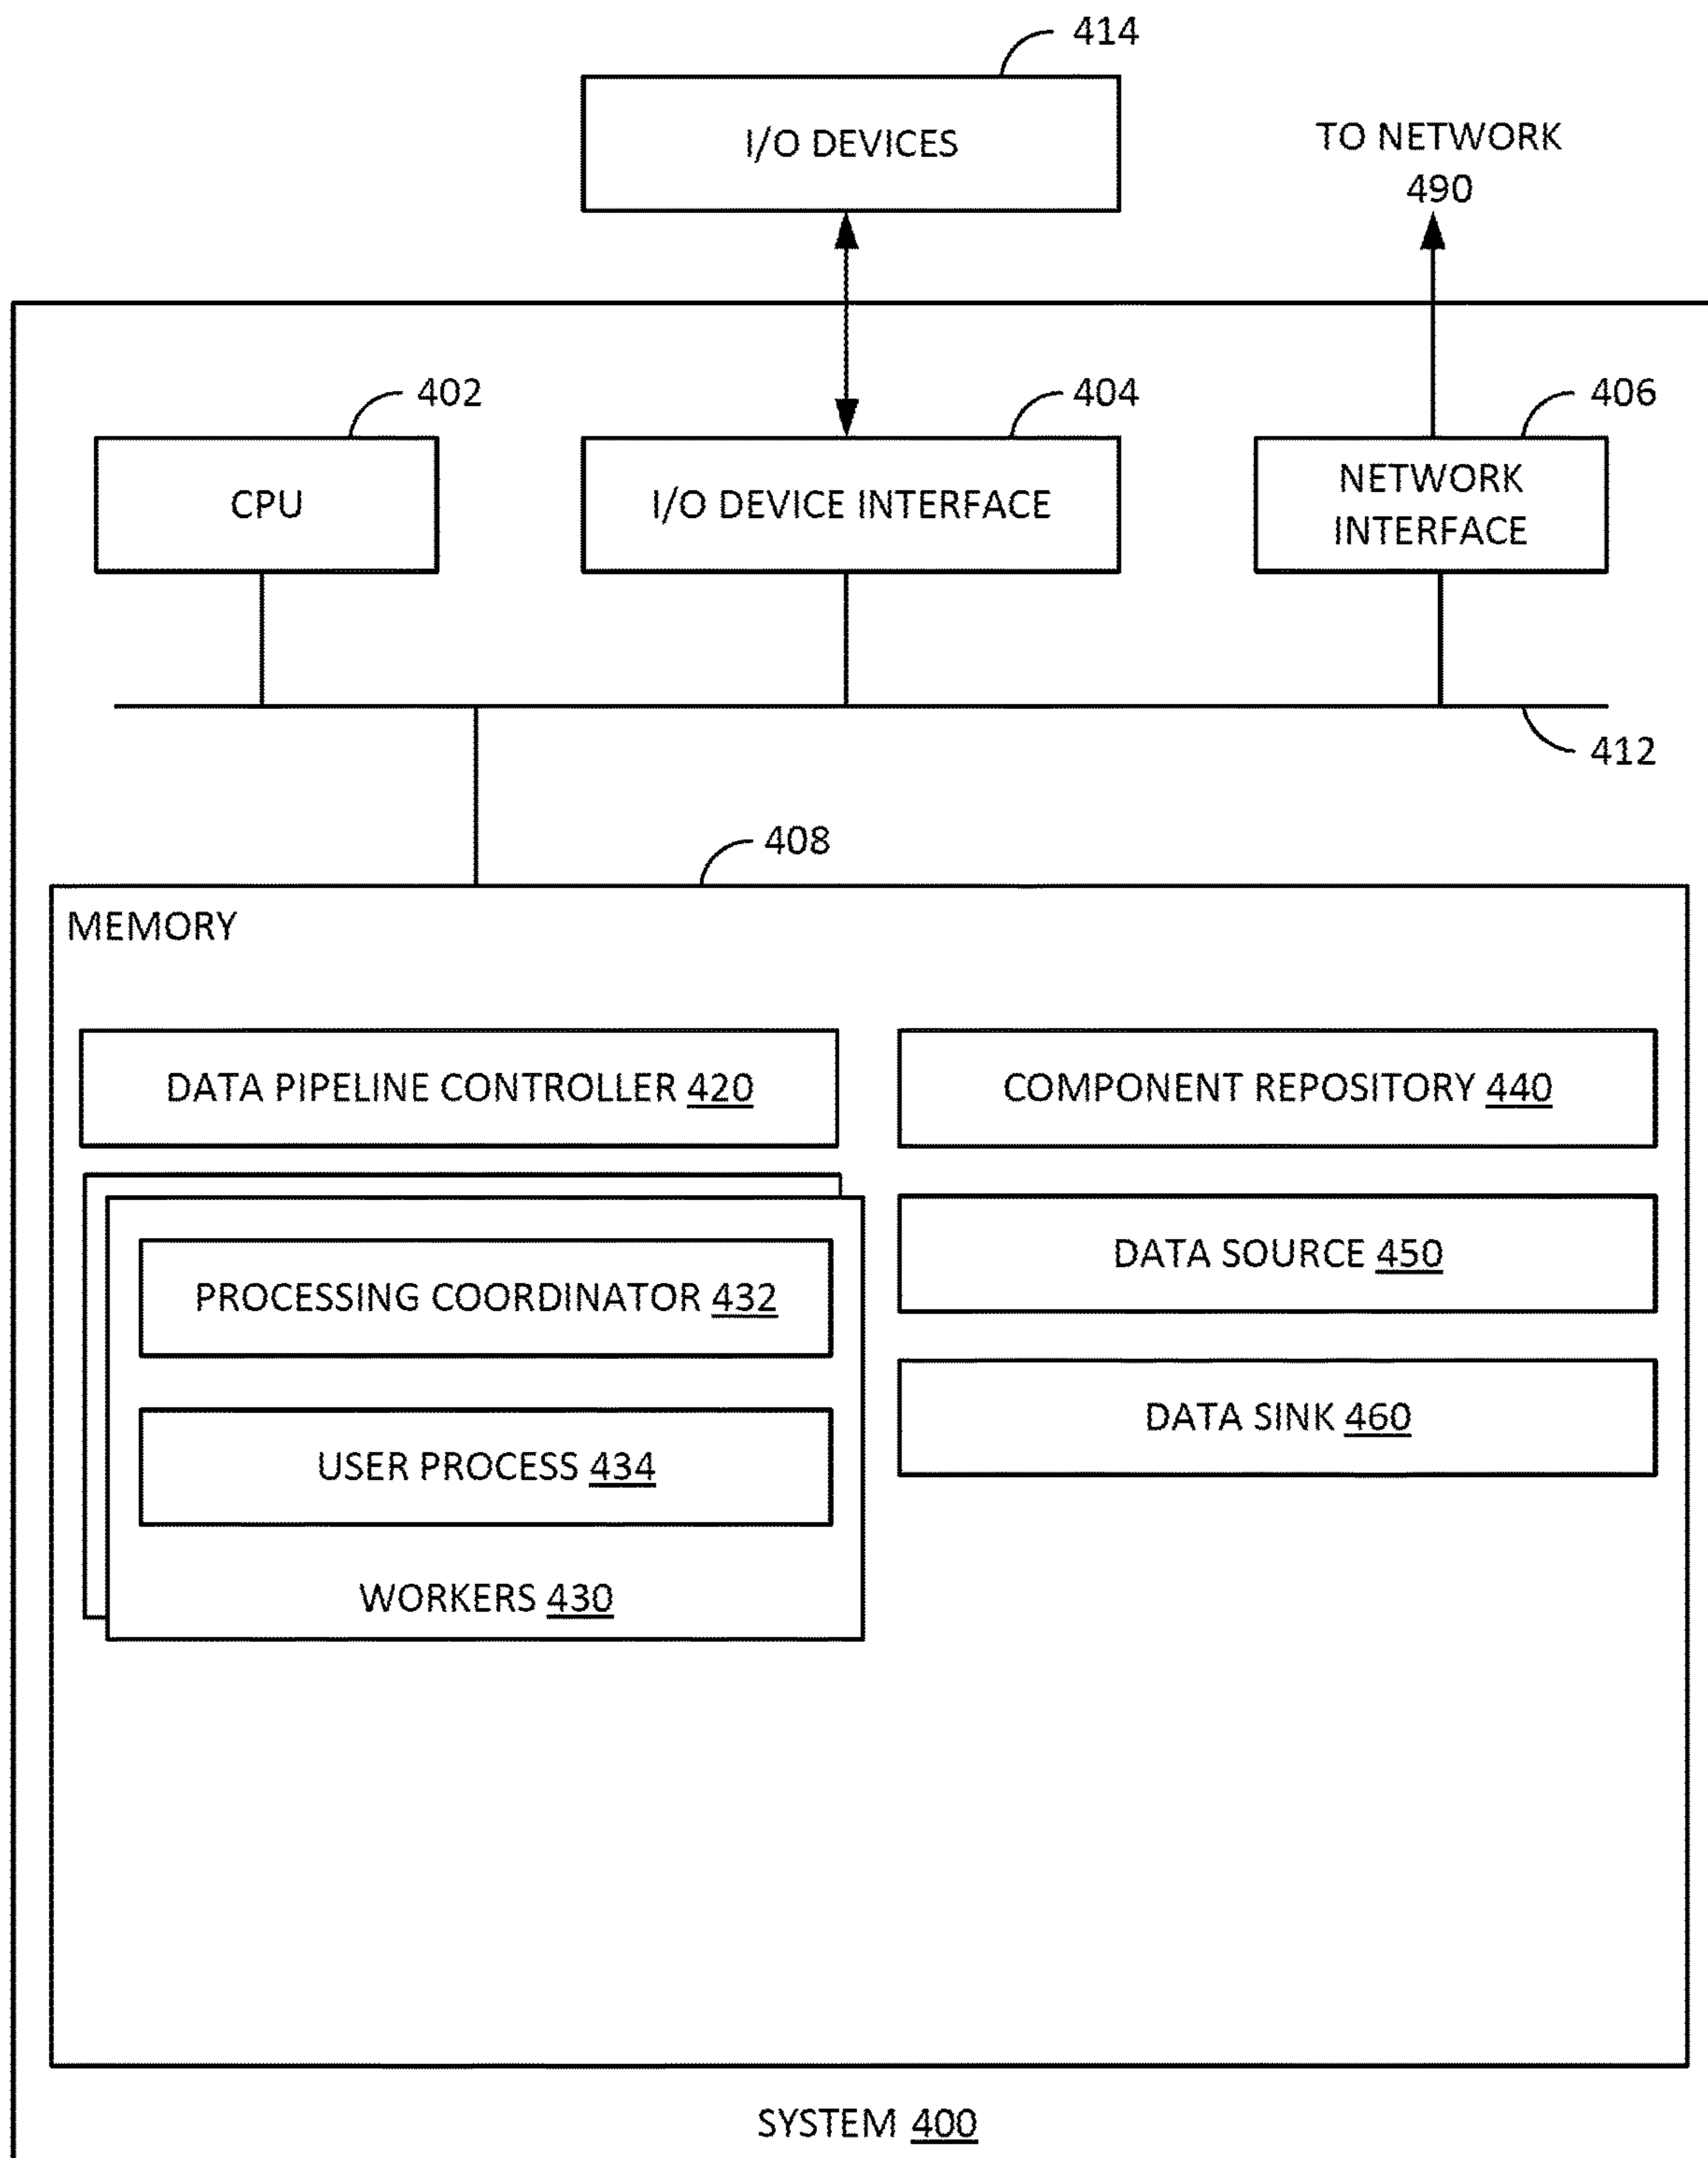 414
I/O DEVICES
TO NETWORK
490
402
404
406
CPU
I/O DEVICE INTERFACE
NETWORK
INTERFACE
412
408
MEMORY
DATA PIPELINE CONTROLLER 420
COMPONENT REPOSITORY 440
PROCESSING COORDINATOR 432
DATA SOURCE 450
USER PROCESS 434
DATA SINK 460
WORKERS 430
SYSTEM 400